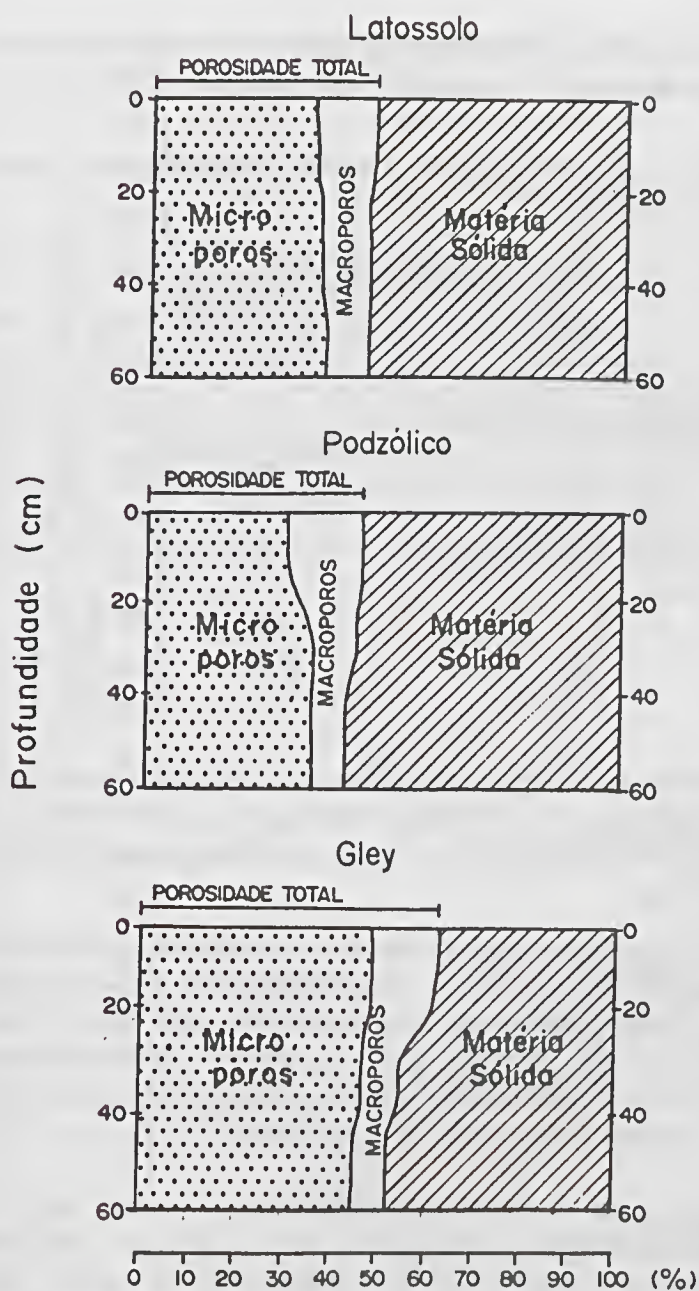 Latossolo
POROSIDADE TOTAL
0
0
20
20
40
40
60
60
Micro
poros
MACROPOROS
Matéria
Sólida
Podzólico
POROSIDADE TOTAL
0
0
20
20
40
40
60
60
Micro
poros
MACROPOROS
Matéria
Sólida
Profundidade (cm)
Gley
POROSIDADE TOTAL
0
0
20
20
40
40
60
60
Micro
poros
MACROPOROS
Matéria
Sólida
0 10 20 30 40 50 60 70 80 90 100 (%)